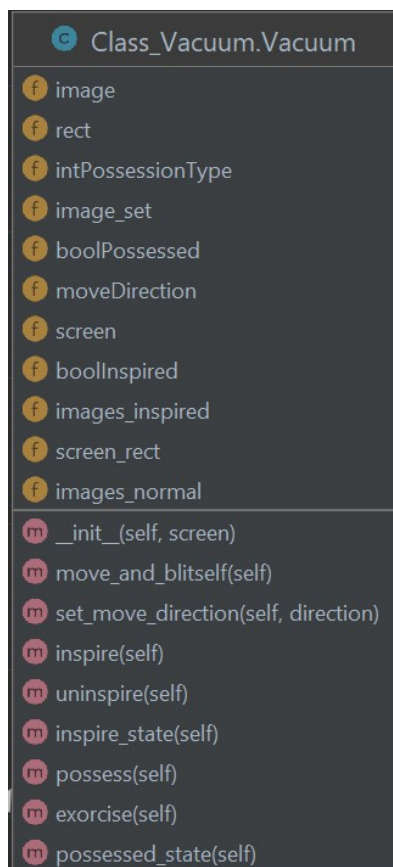 C Class_Vacuum.Vacuum
f image
f rect
f intPossessionType
f image_set
f boolPossessed
f moveDirection
f screen
f boolInspired
f images_inspired
f screen_rect
f images_normal
m __init__(self, screen)
m move_and_blitself(self)
m set_move_direction(self, direction)
m inspire(self)
m uninspire(self)
m inspire_state(self)
m possess(self)
m exorcise(self)
m possessed_state(self)